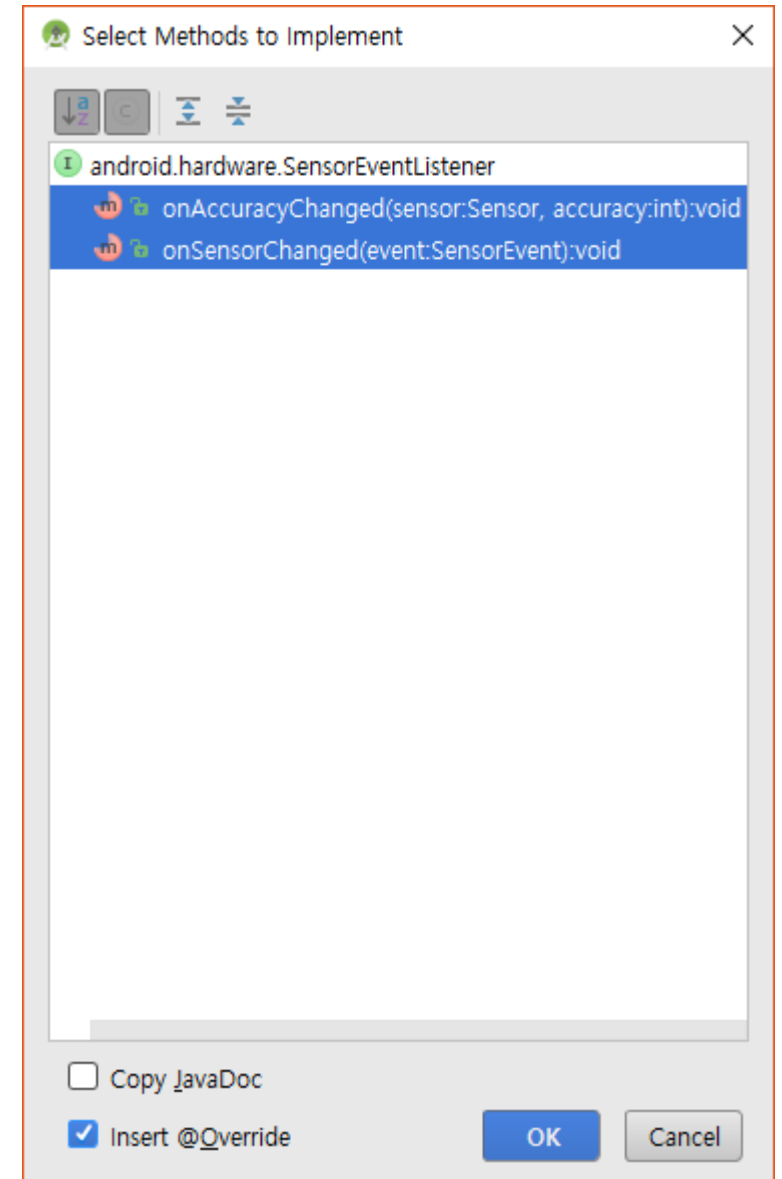 Select Methods to Implement
android.hardware.SensorEventListener
onAccuracyChanged(sensor:Sensor, accuracy:int):void
onSensorChanged(event:SensorEvent):void
Copy JavaDoc
Insert @Override
OK
Cancel